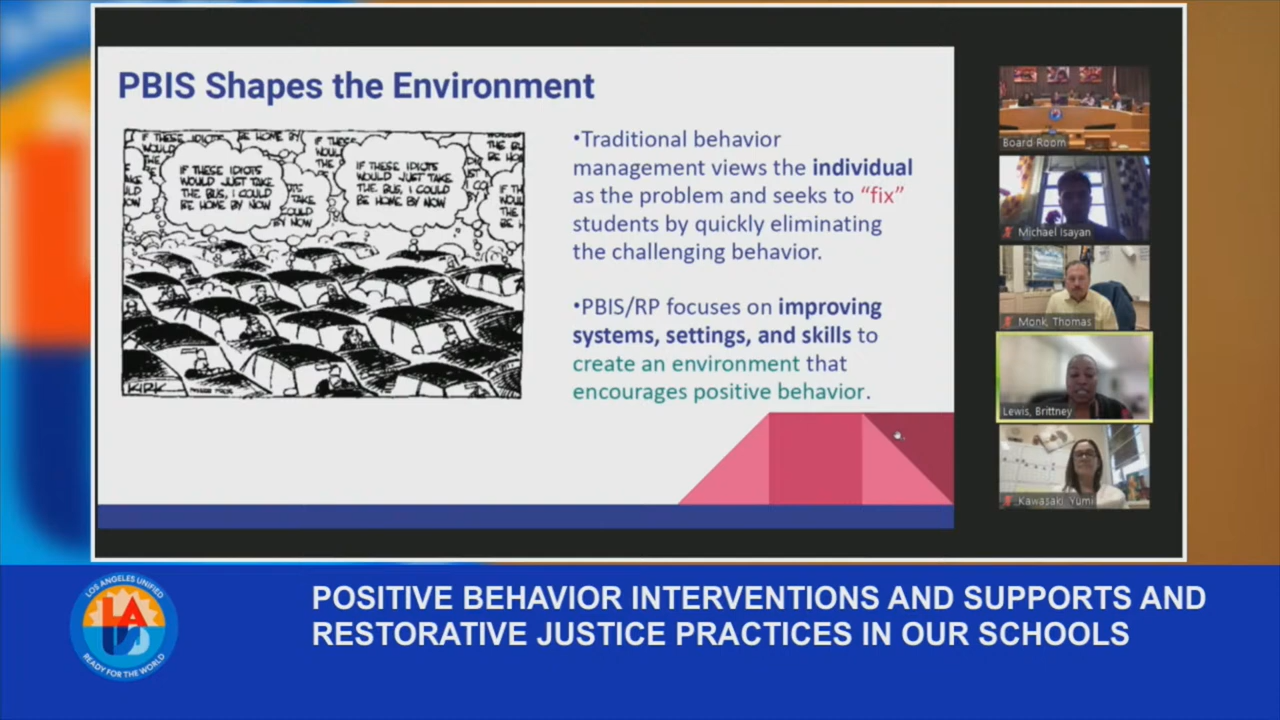 PBIS Shapes the Environment
IF THESE IDIOTS
WOULD JUST TAKE
THE BUS, I COULD
BE HOME BY NOW
IF THESE IDIOTS
WOULD JUST TAKE
THE BUS, I COULD
BE HOME BY NOW
KIRK
•Traditional behavior
management views the individual
as the problem and seeks to “fix”
students by quickly eliminating
the challenging behavior.
•PBIS/RP focuses on improving
systems, settings, and skills to
create an environment that
encourages positive behavior.
Board Room
Michael Isayan
Monk, Thomas
Lewis, Brittney
Kawasaki Yumi
LOS ANGELES UNIFIED
LAUSD
READY FOR THE WORLD
POSITIVE BEHAVIOR INTERVENTIONS AND SUPPORTS AND
RESTORATIVE JUSTICE PRACTICES IN OUR SCHOOLS